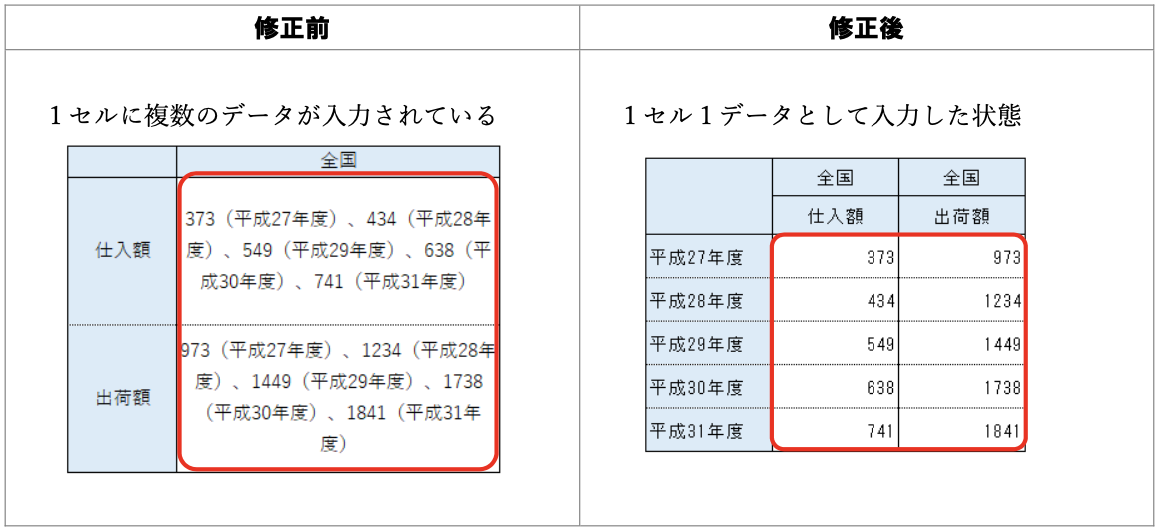 修正前
修正後
1セルに複数のデータが入力されている
全国
仕入額
373（平成27年度）、434（平成28年
度）、549（平成29年度）、638（平
成30年度）、741（平成31年度）
出荷額
973（平成27年度）、1234（平成28年
度）、1449（平成29年度）、1738
（平成30年度）、1841（平成31年
度）
1セル1データとして入力した状態
全国 全国
仕入額 出荷額
平成27年度 373 973
平成28年度 434 1234
平成29年度 549 1449
平成30年度 638 1738
平成31年度 741 1841